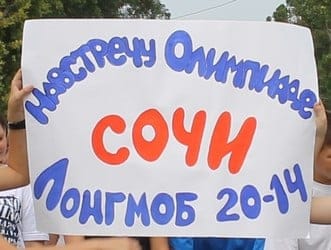 Навстречу Олимпиаде
СОЧИ
Лонгмоб 20-14